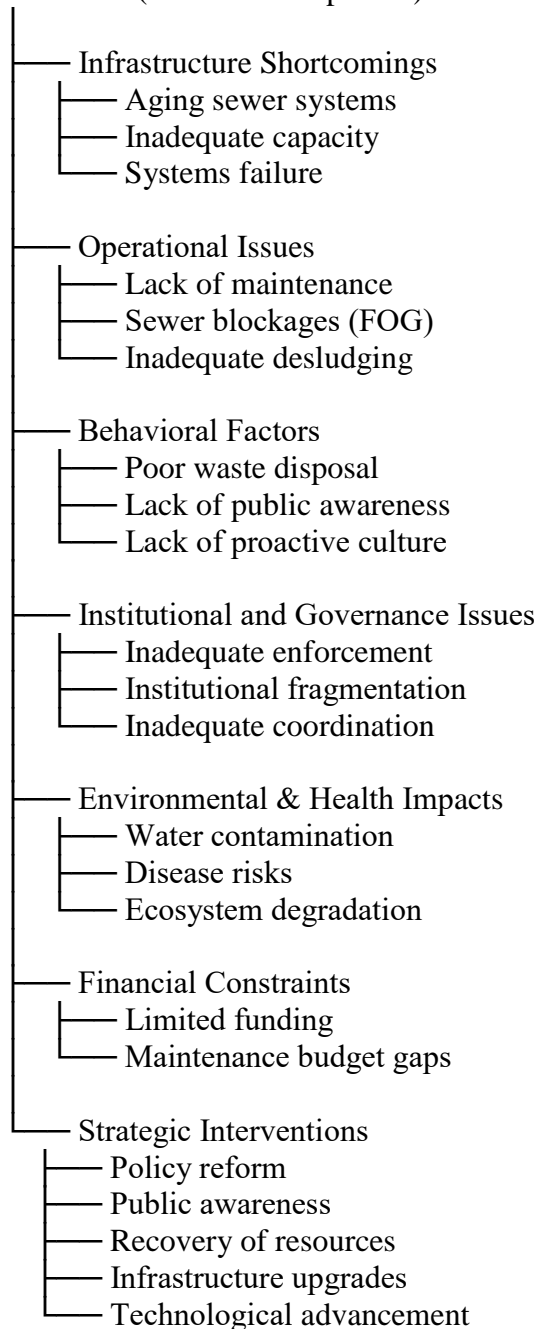 Infrastructure Shortcomings
Aging sewer systems
Inadequate capacity
Systems failure
Operational Issues
Lack of maintenance
Sewer blockages (FOG)
Inadequate desludging
Behavioral Factors
Poor waste disposal
Lack of public awareness
Lack of proactive culture
Institutional and Governance Issues
Inadequate enforcement
Institutional fragmentation
Inadequate coordination
Environmental & Health Impacts
Water contamination
Disease risks
Ecosystem degradation
Financial Constraints
Limited funding
Maintenance budget gaps
Strategic Interventions
Policy reform
Public awareness
Recovery of resources
Infrastructure upgrades
Technological advancement